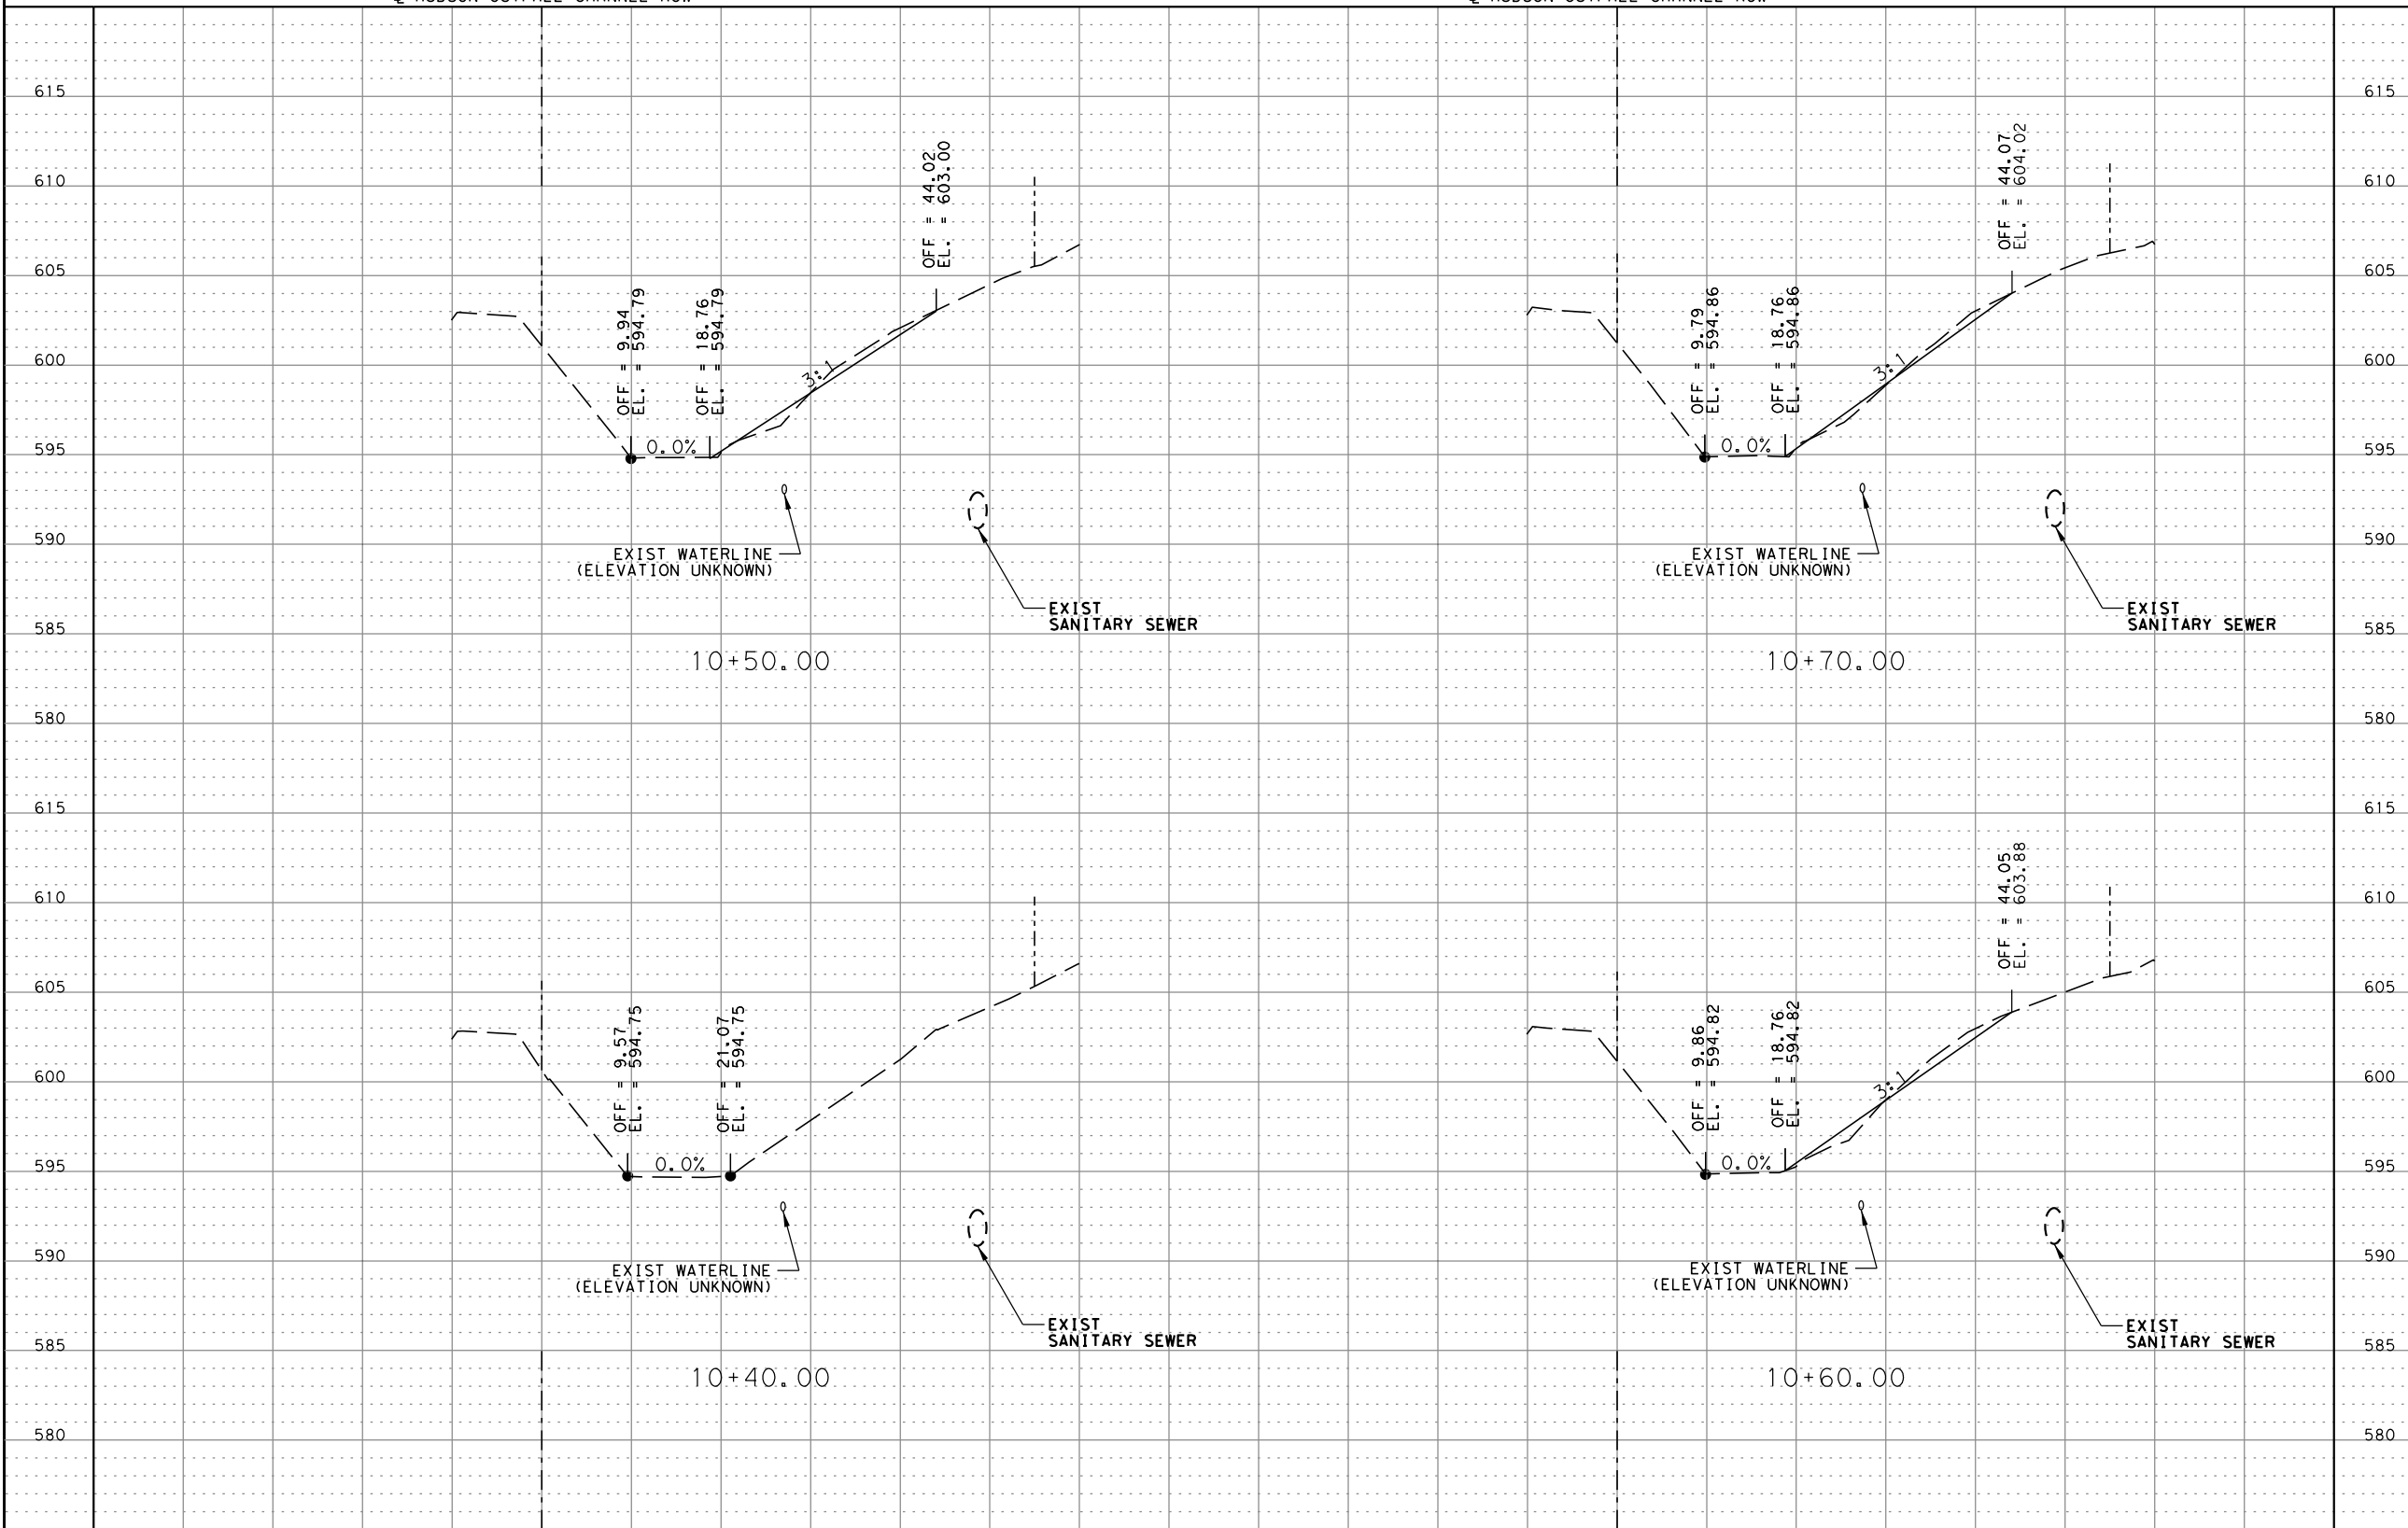 615
610
605
600
595
590
585
580
615
610
605
600
595
590
585
580
OFF = 9.94
EL. = 594.79
OFF = 18.76
EL. = 594.79
OFF = 44.02
EL. = 603.00
0.0%
3:1
EXIST WATERLINE
(ELEVATION UNKNOWN)
EXIST
SANITARY SEWER
10+50.00
OFF = 9.79
EL. = 594.86
OFF = 18.76
EL. = 594.86
OFF = 44.07
EL. = 604.02
0.0%
3:1
EXIST WATERLINE
(ELEVATION UNKNOWN)
EXIST
SANITARY SEWER
10+70.00
OFF = 9.57
EL. = 594.75
OFF = 21.07
EL. = 594.75
0.0%
EXIST WATERLINE
(ELEVATION UNKNOWN)
EXIST
SANITARY SEWER
10+40.00
OFF = 9.86
EL. = 594.82
OFF = 18.76
EL. = 594.82
OFF = 44.05
EL. = 603.88
0.0%
3:1
EXIST WATERLINE
(ELEVATION UNKNOWN)
EXIST
SANITARY SEWER
10+60.00
615
610
605
600
595
590
585
580
615
610
605
600
595
590
585
580